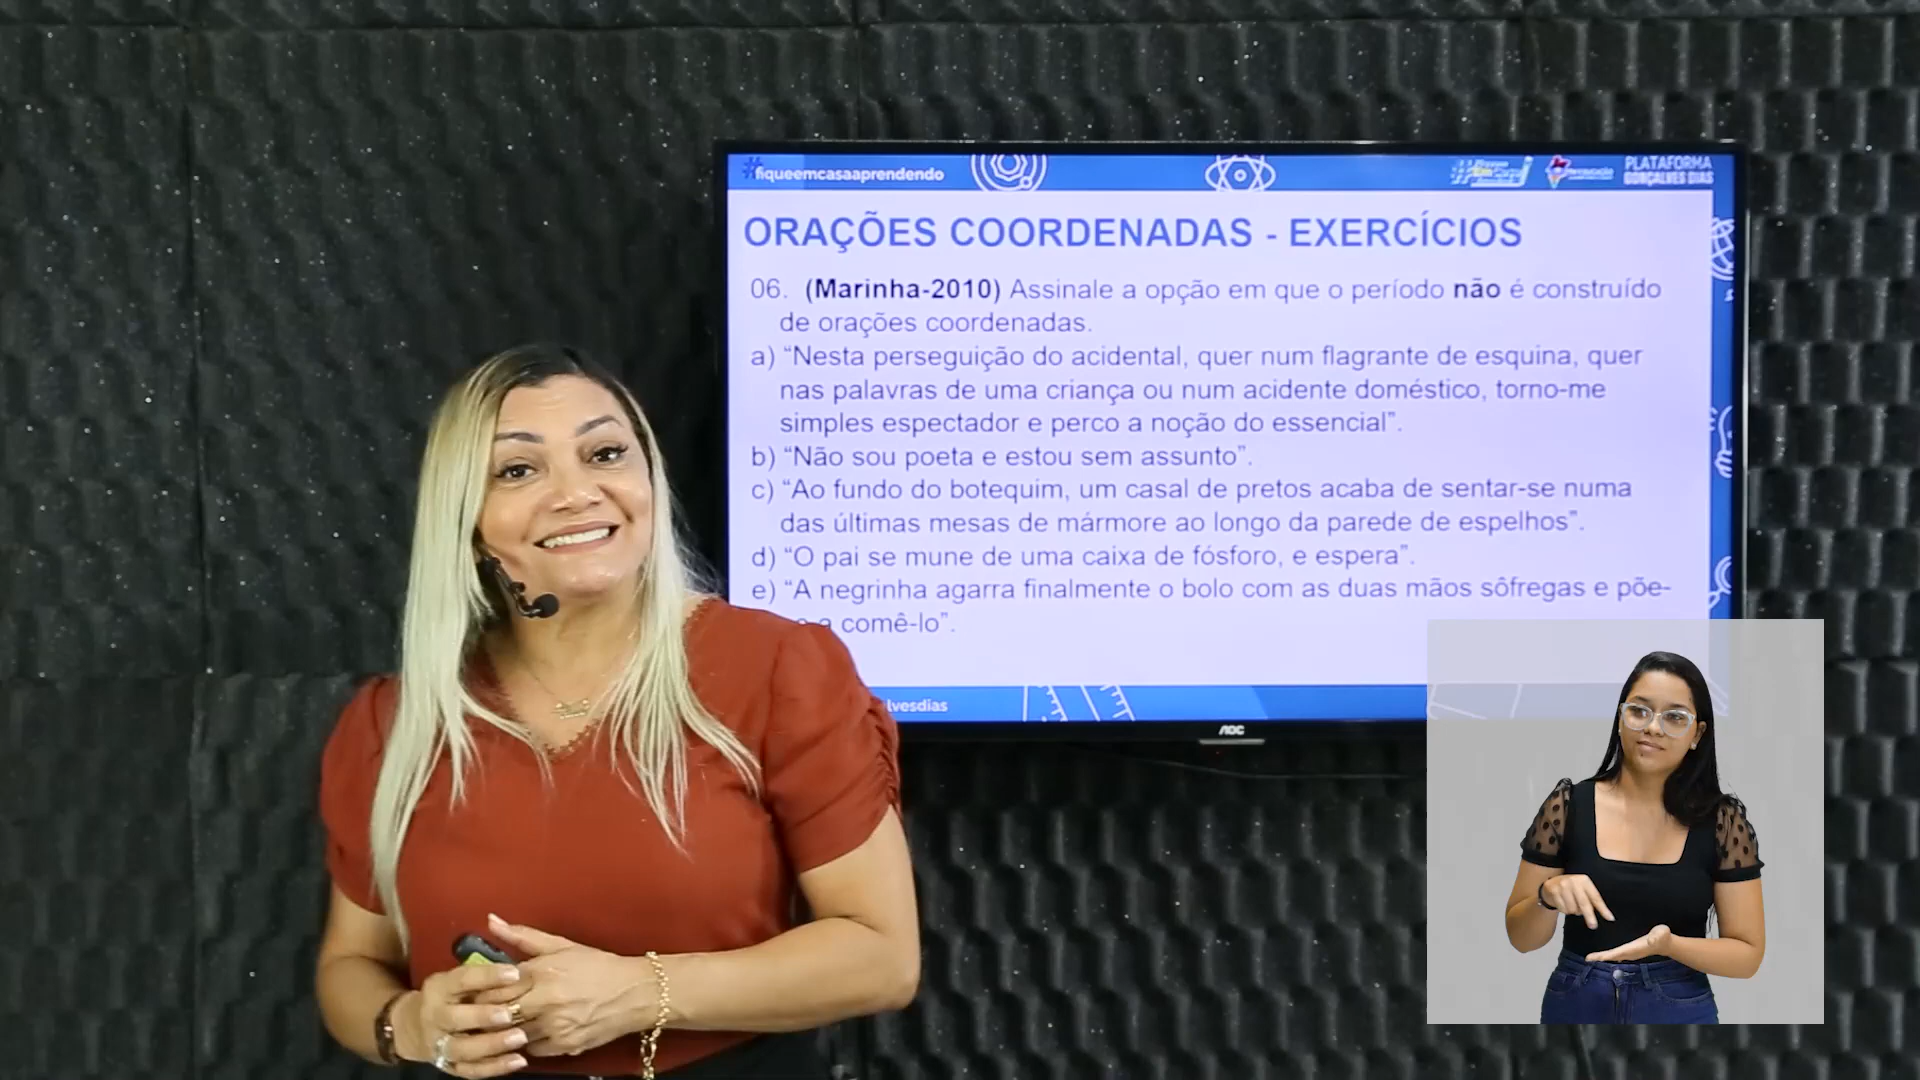 #fiqueemcasaaprendendo
PLATAFORMA
GONÇALVES DIAS
ORAÇÕES COORDENADAS - EXERCÍCIOS
06. (Marinha-2010) Assinale a opção em que o período não é construído
de orações coordenadas.
a) “Nesta perseguição do acidental, quer num flagrante de esquina, quer
nas palavras de uma criança ou num acidente doméstico, torno-me
simples espectador e perco a noção do essencial”.
b) “Não sou poeta e estou sem assunto”.
c) “Ao fundo do botequim, um casal de pretos acaba de sentar-se numa
das últimas mesas de mármore ao longo da parede de espelhos”.
d) “O pai se mune de uma caixa de fósforo, e espera”.
e) “A negrinha agarra finalmente o bolo com as duas mãos sôfregas e põe-
a comê-lo”.
lvesdias
AOC